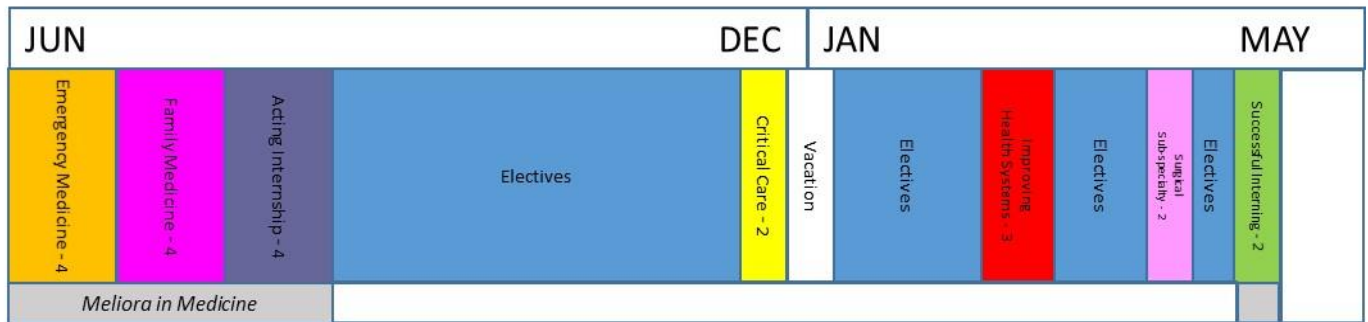 JUN
DEC
JAN
MAY
Emergency Medicine - 4
Family Medicine - 4
Acting Internship - 4
Electives
Critical Care - 2
Vacation
Electives
Improving
Health Systems - 3
Electives
Surgical
Sub-specialty - 2
Electives
Successful Interning - 2
Meliora in Medicine